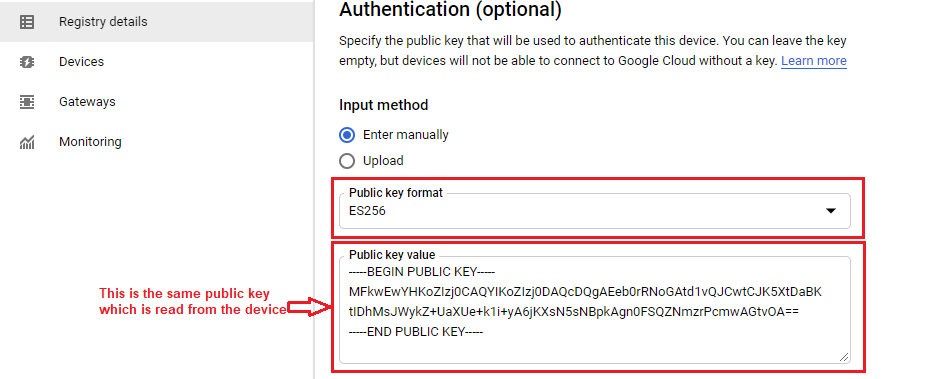 Registry details
Devices
Gateways
Monitoring
Authentication (optional)
Specify the public key that will be used to authenticate this device. You can leave the key
empty, but devices will not be able to connect to Google Cloud without a key. Learn more
Input method
Enter manually
Upload
Public key format
ES256
Public key value
-----BEGIN PUBLIC KEY-----
MFkwEwYHKoZIzj0CAQYIKoZIzj0DAQcDQgAEeb0rRNoGAtd1vQJCwtCJK5XtDaBK
tIDhMsJWykZ+UaXUe+k1i+yA6jKXsN5sNBpkAgn0FSQZNmzrPcmwAGtvOA==
-----END PUBLIC KEY-----
This is the same public key
which is read from the device